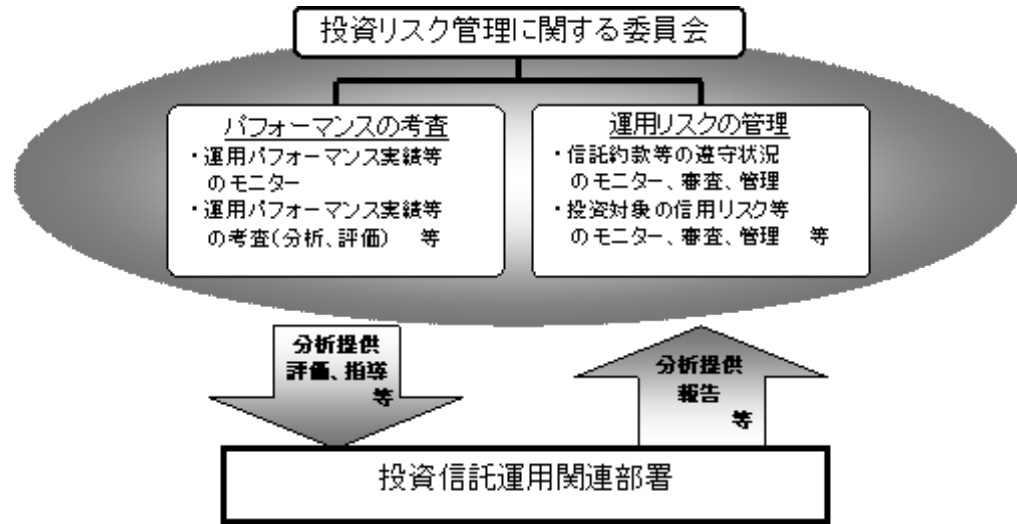 投資リスク管理に関する委員会
パフォーマンスの考査
・運用パフォーマンス実績等
のモニター
・運用パフォーマンス実績等
の考査(分析、評価) 等
運用リスクの管理
・信託約款等の遵守状況
のモニター、審査、管理
・投資対象の信用リスク等
のモニター、審査、管理 等
分析提供
評価、指導
等
分析提供
報告
等
投資信託運用関連部署